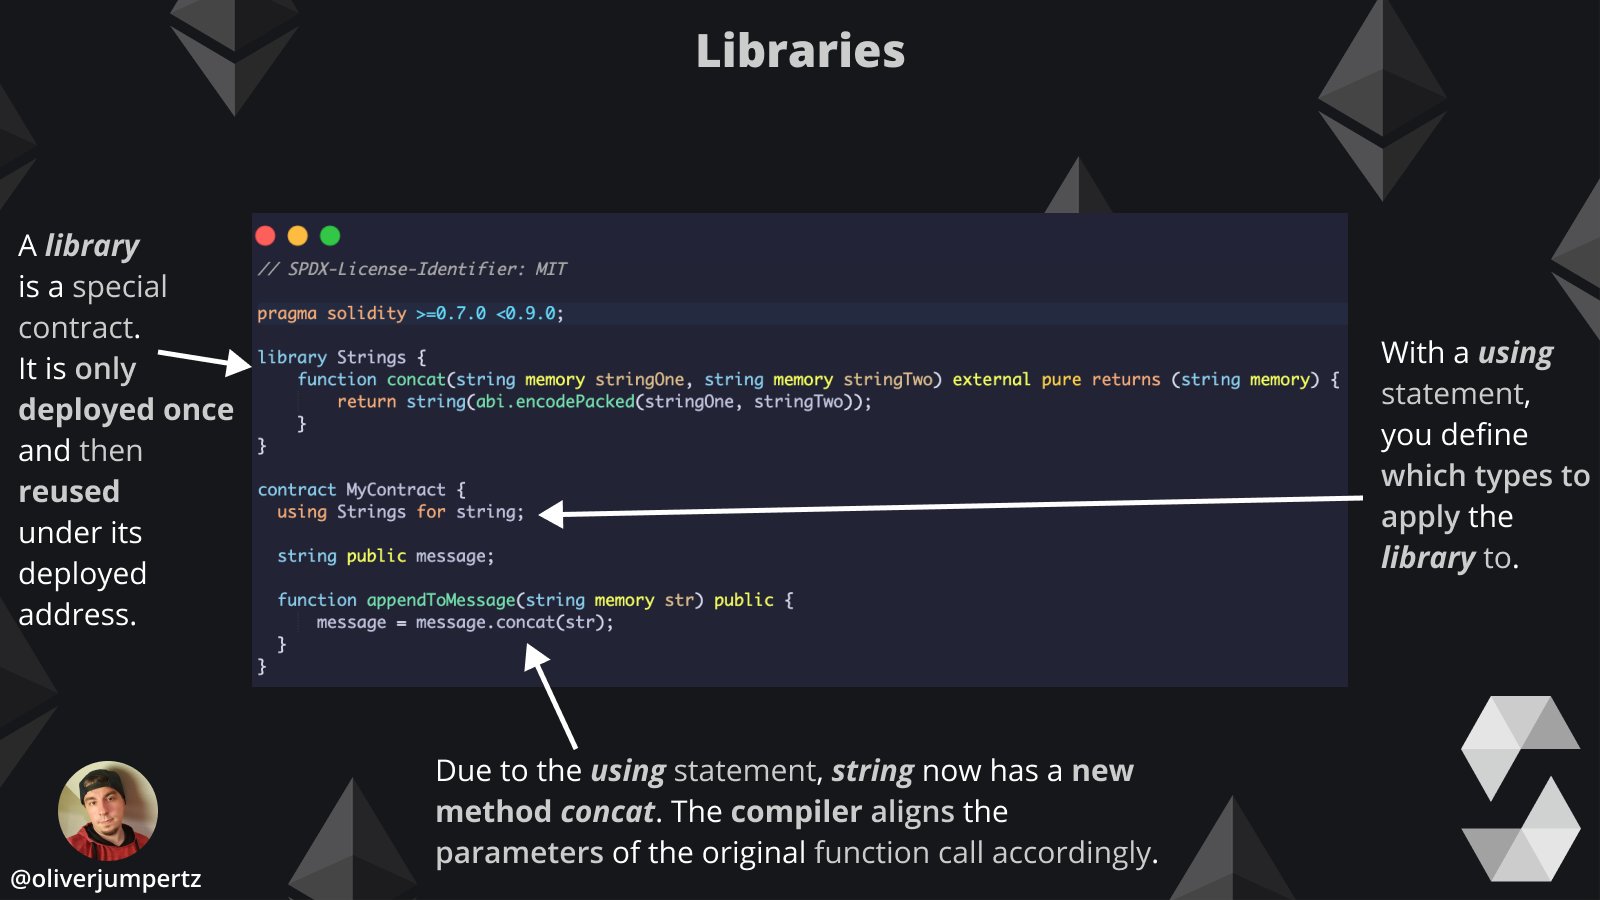 Libraries
A library
is a special
contract.
It is only
deployed once
and then
reused
under its
deployed
address.
// SPDX-License-Identifier: MIT
pragma solidity >=0.7.0 <0.9.0;
library Strings {
function concat(string memory stringOne, string memory stringTwo) external pure returns (string memory) {
return string(abi.encodePacked(stringOne, stringTwo));
}
}
contract MyContract {
using Strings for string;
string public message;
function appendToMessage(string memory str) public {
message = message.concat(str);
}
}
With a using
statement,
you define
which types to
apply the
library to.
Due to the using statement, string now has a new
method concat. The compiler aligns the
parameters of the original function call accordingly.
@oliverjumpertz